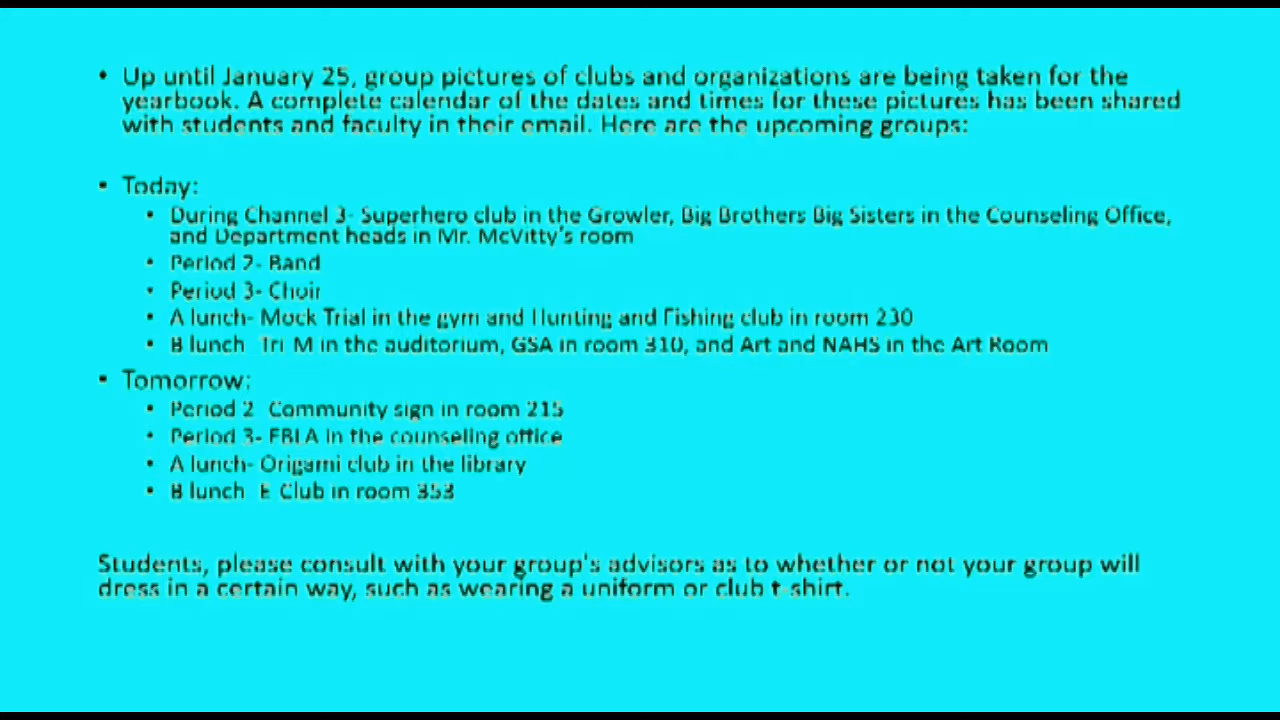 • Up until January 25, group pictures of clubs and organizations are being taken for the
yearbook. A complete calendar of the dates and times for these pictures has been shared
with students and faculty in their email. Here are the upcoming groups:
• Today:
• During Channel 3- Superhero club in the Growler, Big Brothers Big Sisters in the Counseling Office,
and Department heads in Mr. McVitty's room
• Period 2- Band
• Period 3- Choir
• A lunch- Mock Trial in the gym and Hunting and Fishing club in room 230
• B lunch- Tri-M in the auditorium, GSA in room 310, and Art and NAHS in the Art Room
• Tomorrow:
• Period 2- Community sign in room 215
• Period 3- FBLA in the counseling office
• A lunch- Origami club in the library
• B lunch- E-Club in room 353
Students, please consult with your group's advisors as to whether or not your group will
dress in a certain way, such as wearing a uniform or club t-shirt.